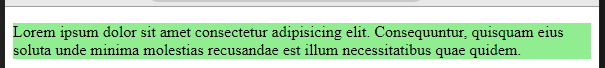 Lorem ipsum dolor sit amet consectetur adipisicing elit. Consequuntur, quisquam eius
soluta unde minima molestias recusandae est illum necessitatibus quae quidem.